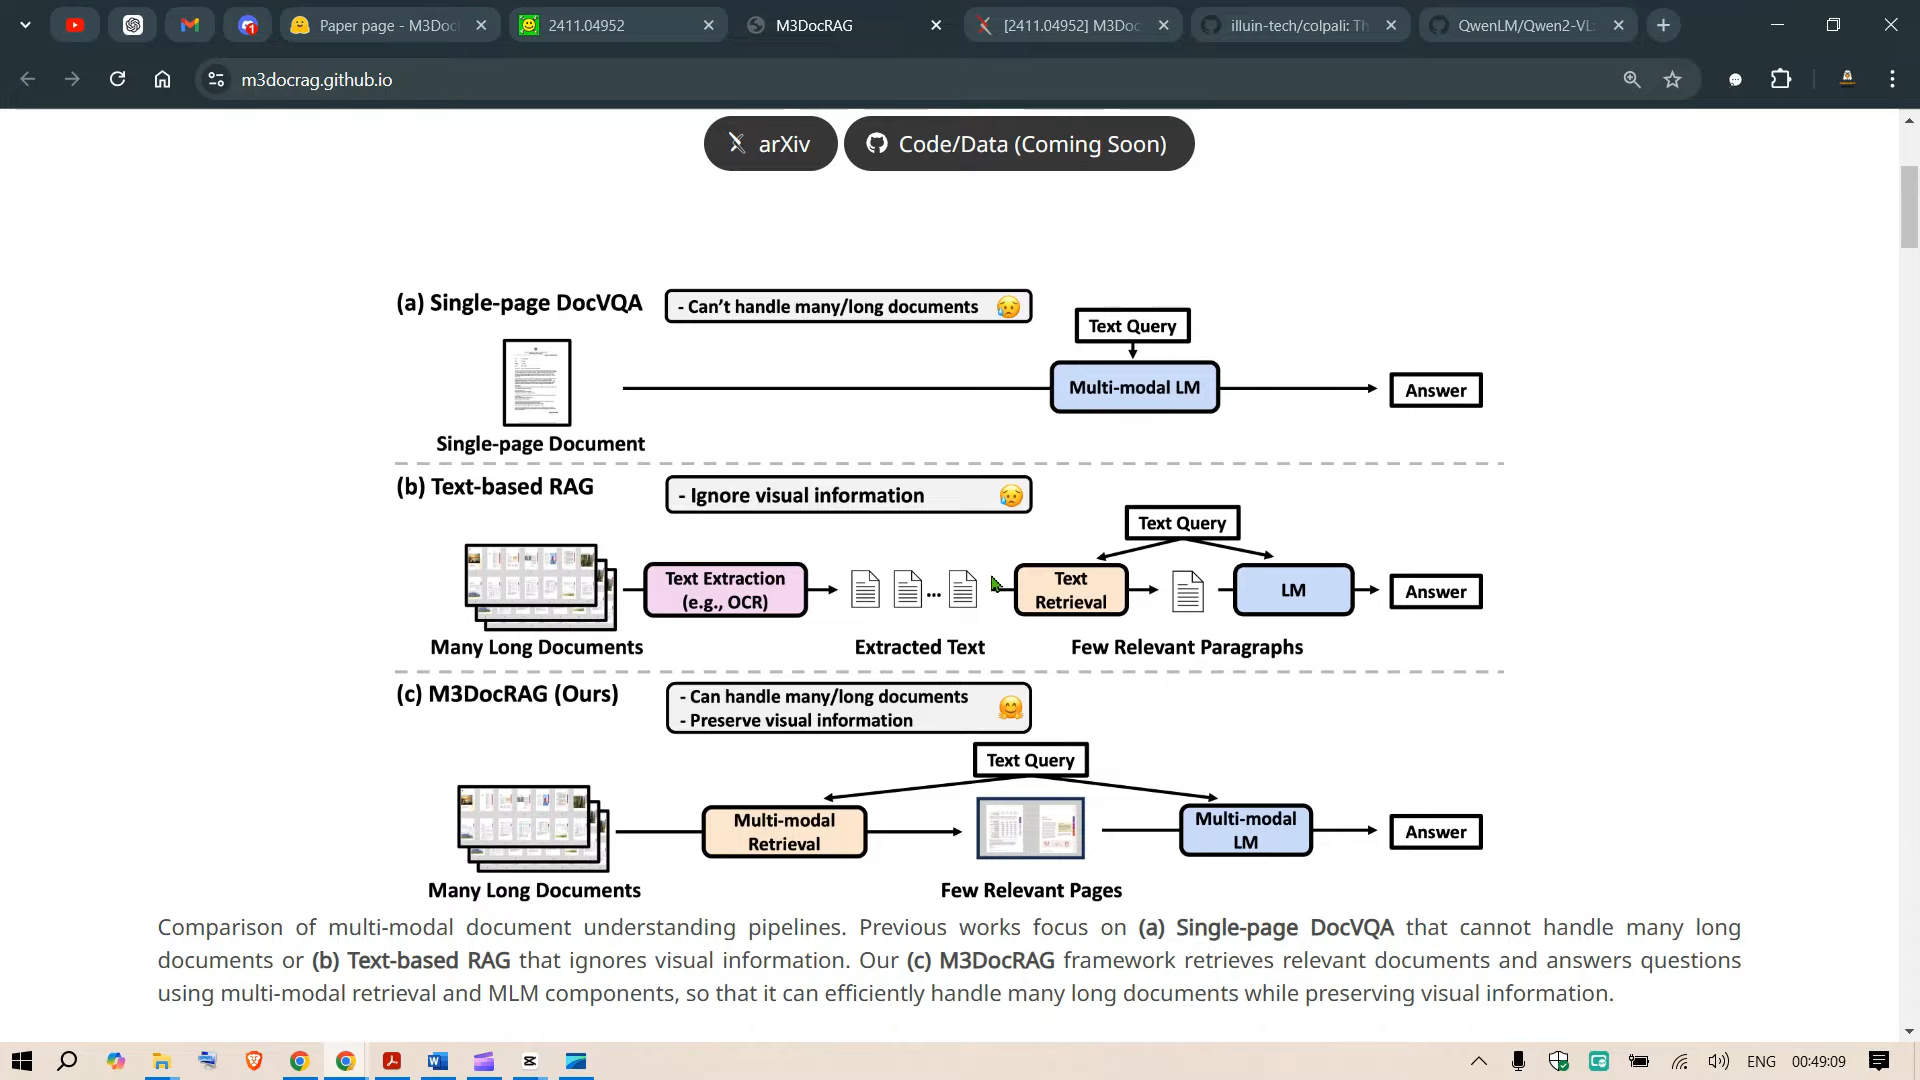 Paper page - M3Doc
2411.04952
M3DocRAG
[2411.04952] M3Doc
illuin-tech/colpali: Th
QwenLM/Qwen2-VL:
m3docrag.github.io
arXiv
Code/Data (Coming Soon)
(a) Single-page DocVQA
- Can't handle many/long documents
Text Query
Multi-modal LM
Answer
Single-page Document
(b) Text-based RAG
- Ignore visual information
Text Query
Text Extraction
(e.g., OCR)
...
Text
Retrieval
LM
Answer
Many Long Documents
Extracted Text
Few Relevant Paragraphs
(c) M3DocRAG (Ours)
- Can handle many/long documents
- Preserve visual information
Text Query
Multi-modal
Retrieval
Multi-modal
LM
Answer
Many Long Documents
Few Relevant Pages
Comparison of multi-modal document understanding pipelines. Previous works focus on (a) Single-page DocVQA that cannot handle many long
documents or (b) Text-based RAG that ignores visual information. Our (c) M3DocRAG framework retrieves relevant documents and answers questions
using multi-modal retrieval and MLM components, so that it can efficiently handle many long documents while preserving visual information.
ENG
00:49:09